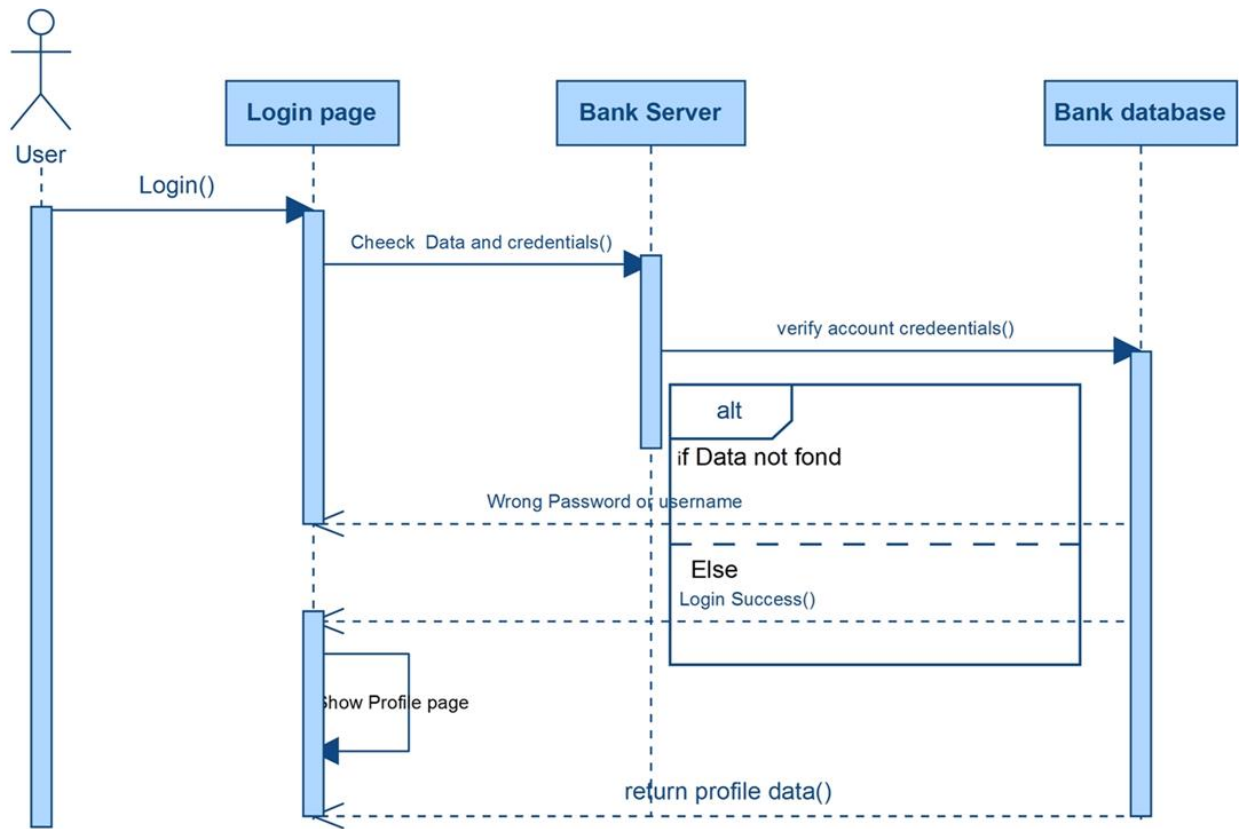 User
Login page
Bank Server
Bank database
Login()
Cheeck Data and credentials()
verify account credeentials()
alt
if Data not fond
Wrong Password or username
Else
Login Success()
Show Profile page
return profile data()